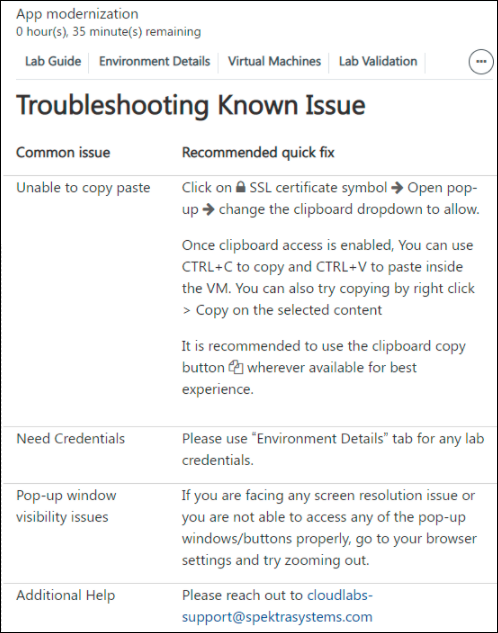 App modernization
0 hour(s), 35 minute(s) remaining
Lab Guide Environment Details Virtual Machines Lab Validation
Troubleshooting Known Issue
Common issue Recommended quick fix
Unable to copy paste Click on SSL certificate symbol → Open pop-
up → change the clipboard dropdown to allow.
Once clipboard access is enabled, You can use
CTRL+C to copy and CTRL+V to paste inside
the VM. You can also try copying by right click
> Copy on the selected content
It is recommended to use the clipboard copy
button wherever available for best
experience.
Need Credentials Please use “Environment Details” tab for any lab
credentials.
Pop-up window If you are facing any screen resolution issue or
visibility issues you are not able to access any of the pop-up
windows/buttons properly, go to your browser
settings and try zooming out.
Additional Help Please reach out to cloudlabs-
support@spektrasystems.com